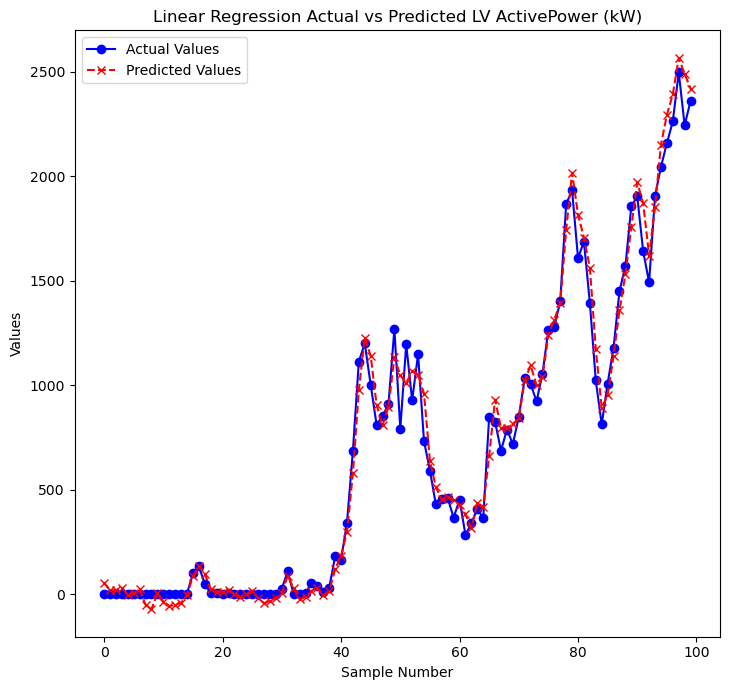 Linear Regression Actual vs Predicted LV ActivePower (kW)
Actual Values
Predicted Values
2500
2000
1500
1000
500
0
Values
0 20 40 60 80 100
Sample Number